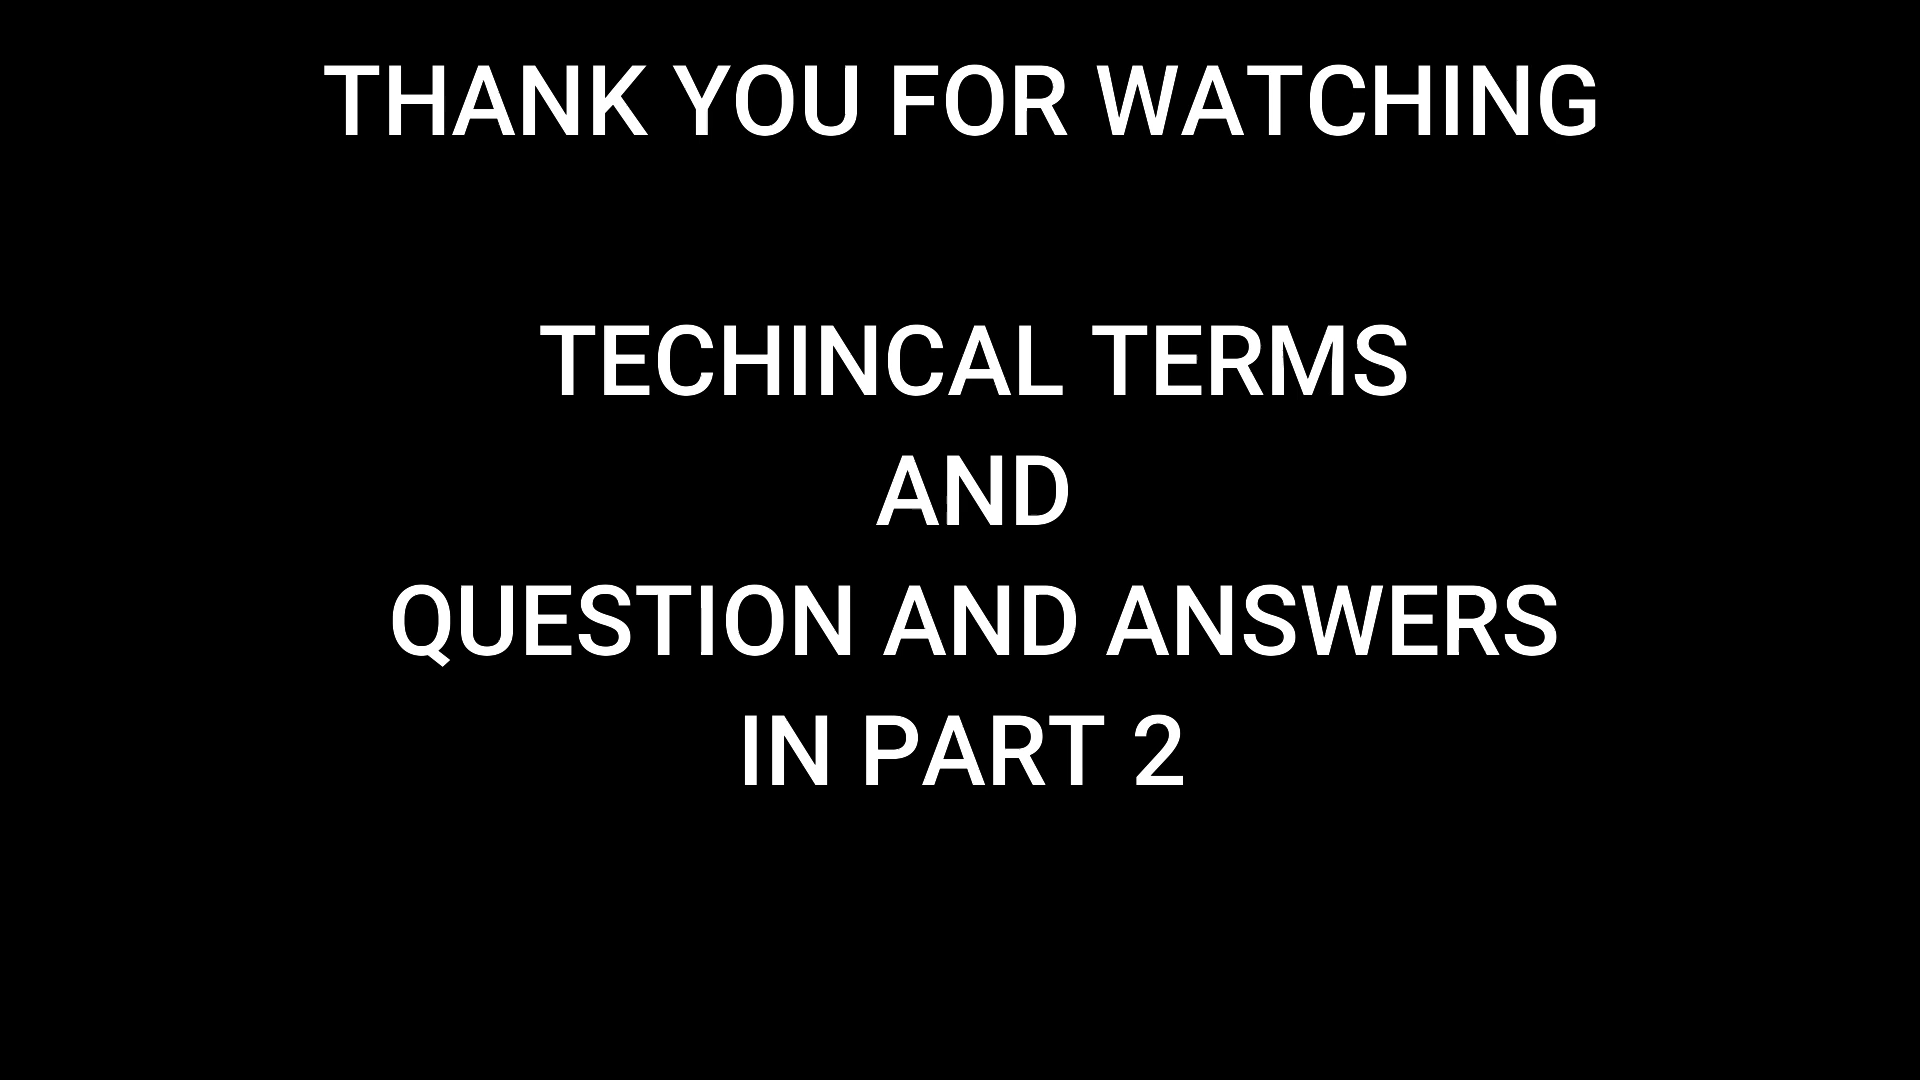 THANK YOU FOR WATCHING
TECHINCAL TERMS
AND
QUESTION AND ANSWERS
IN PART 2